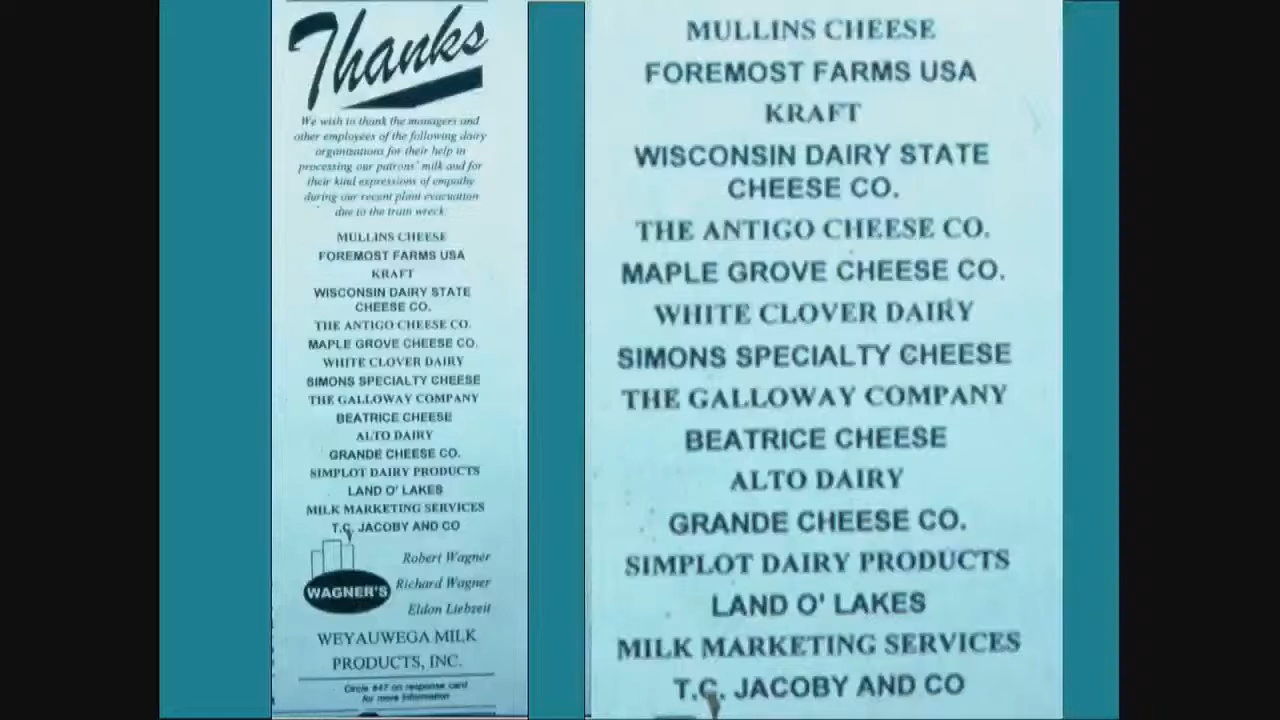 Thanks
We wish to thank the managers and
other employees of the following dairy
organizations for their help in
processing our patrons' milk and for
their kind expressions of empathy
during our recent plant evacuation
due to the train wreck.
MULLINS CHEESE
FOREMOST FARMS USA
KRAFT
WISCONSIN DAIRY STATE
CHEESE CO.
THE ANTIGO CHEESE CO.
MAPLE GROVE CHEESE CO.
WHITE CLOVER DAIRY
SIMONS SPECIALTY CHEESE
THE GALLOWAY COMPANY
BEATRICE CHEESE
ALTO DAIRY
GRANDE CHEESE CO.
SIMPLOT DAIRY PRODUCTS
LAND O' LAKES
MILK MARKETING SERVICES
T.C. JACOBY AND CO
WAGNER'S
Robert Wagner
Richard Wagner
Eldon Liebzeit
WEYAUWEGA MILK
PRODUCTS, INC.
Circle #47 on response card
for more information
MULLINS CHEESE
FOREMOST FARMS USA
KRAFT
WISCONSIN DAIRY STATE
CHEESE CO.
THE ANTIGO CHEESE CO.
MAPLE GROVE CHEESE CO.
WHITE CLOVER DAIRY
SIMONS SPECIALTY CHEESE
THE GALLOWAY COMPANY
BEATRICE CHEESE
ALTO DAIRY
GRANDE CHEESE CO.
SIMPLOT DAIRY PRODUCTS
LAND O' LAKES
MILK MARKETING SERVICES
T.C. JACOBY AND CO